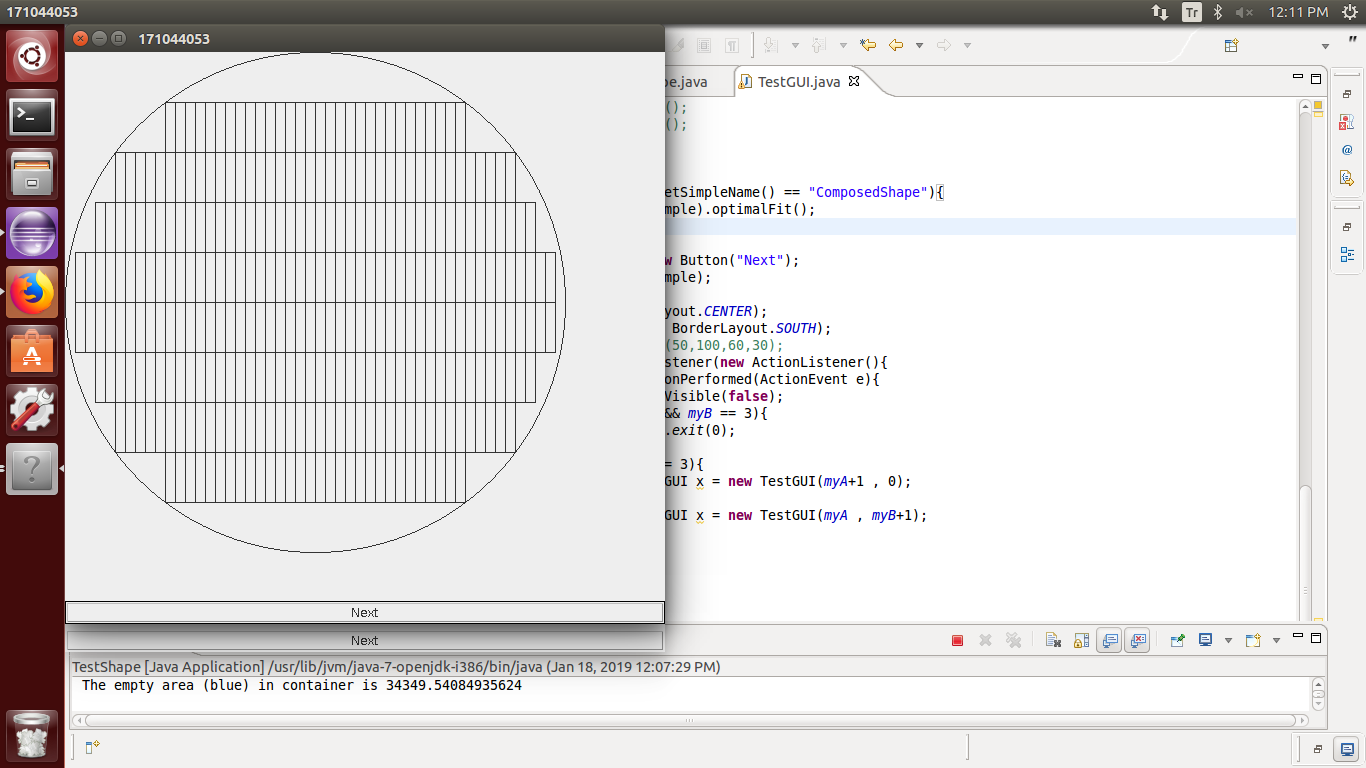 171044053
Tr
12:11 PM
171044053
pe.java
TestGUI.java
();
();
etSimpleName() == "ComposedShape"){
mple).optimalFit();
w Button("Next");
mple);
yout.CENTER);
BorderLayout.SOUTH);
(50,100,60,30);
stener(new ActionListener(){
onPerformed(ActionEvent e){
Visible(false);
&& myB == 3){
.exit(0);
= 3){
GUI x = new TestGUI(myA+1 , 0);
GUI x = new TestGUI(myA , myB+1);
Next
Next
TestShape [Java Application] /usr/lib/jvm/java-7-openjdk-i386/bin/java (Jan 18, 2019 12:07:29 PM)
The empty area (blue) in container is 34349.54084935624